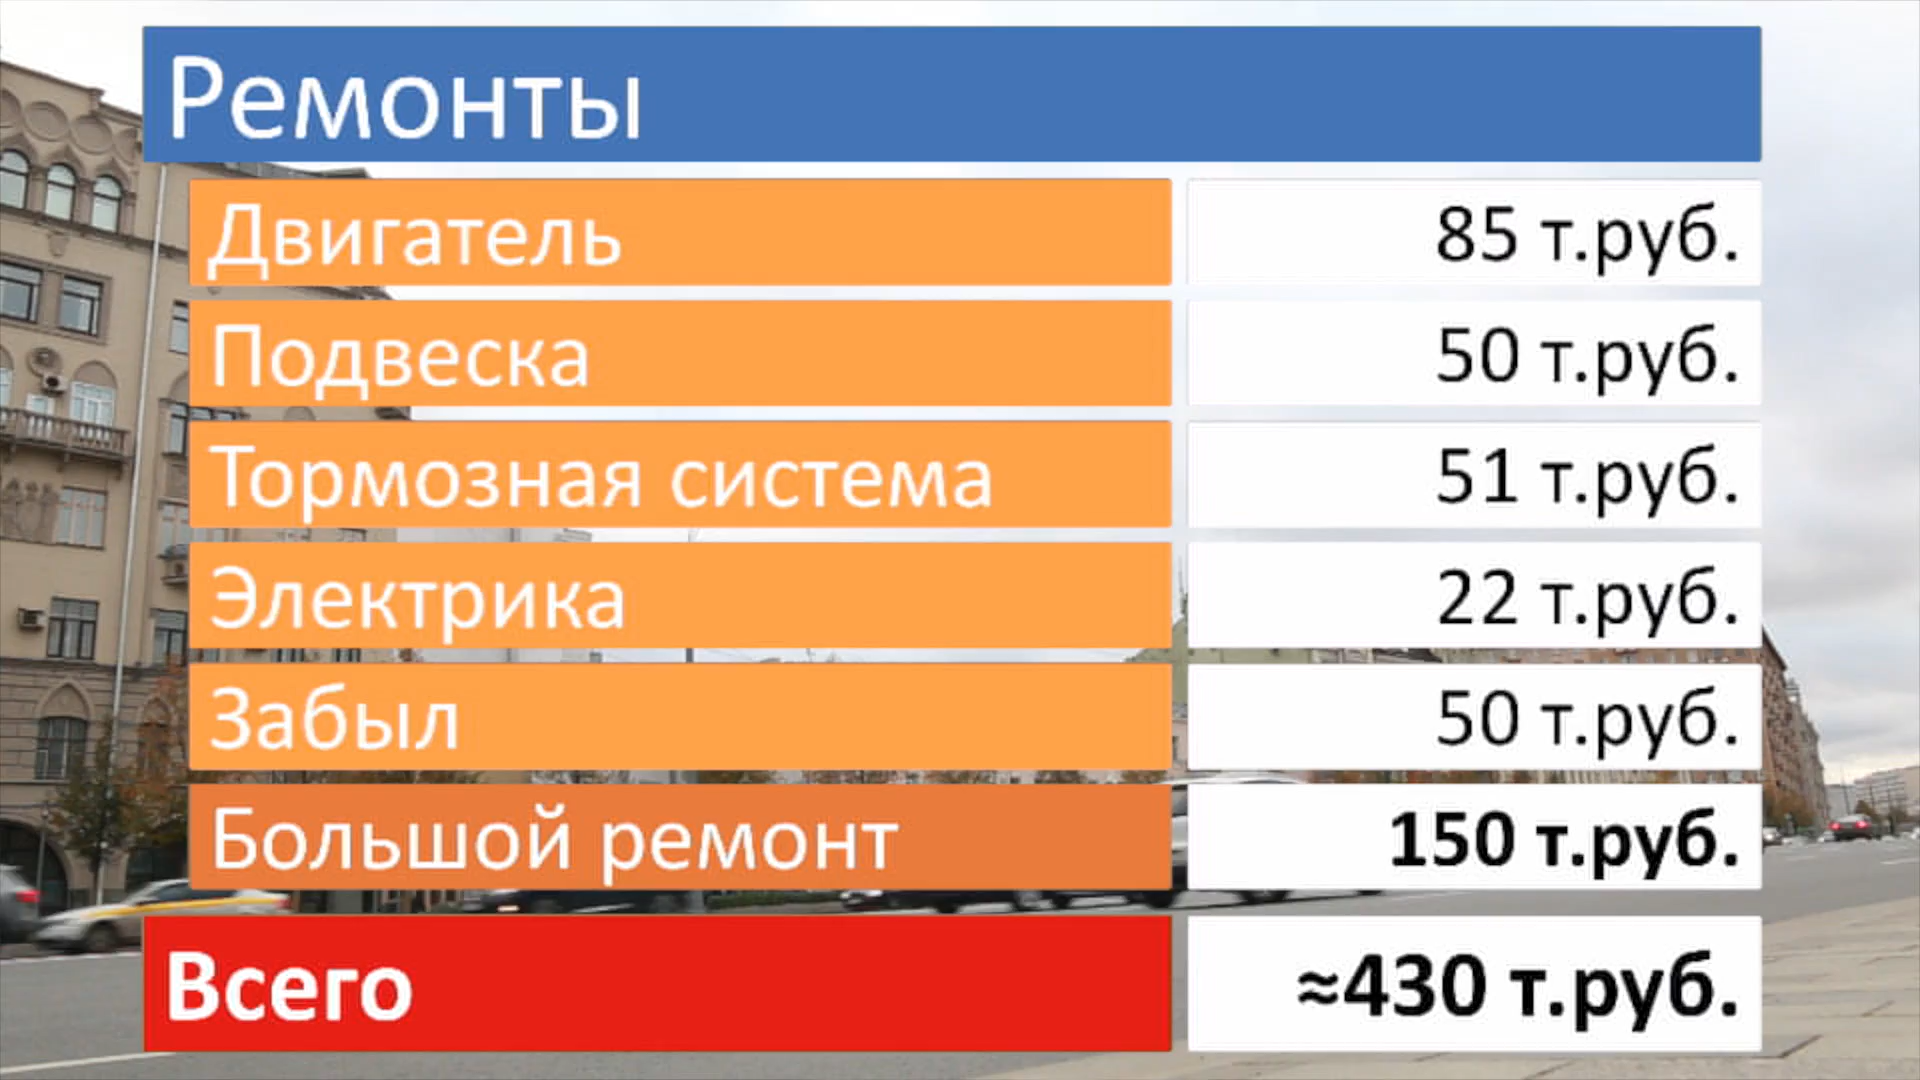 Ремонты
Двигатель 85 т.руб.
Подвеска 50 т.руб.
Тормозная система 51 т.руб.
Электрика 22 т.руб.
Забыл 50 т.руб.
Большой ремонт 150 т.руб.
Всего ≈430 т.руб.